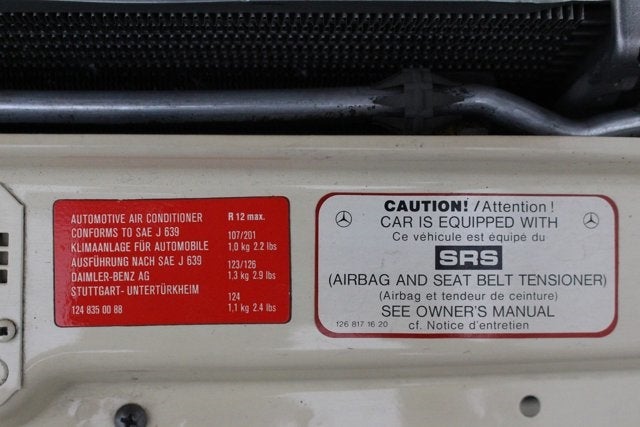 AUTOMOTIVE AIR CONDITIONER
CONFORMS TO SAE J 639
KLIMAANLAGE FÜR AUTOMOBILE
AUSFÜHRUNG NACH SAE J 639
DAIMLER-BENZ AG
STUTTGART- UNTERTÜRKHEIM
124 835 00 88
R 12 max.
107/201
1,0 kg 2.2 lbs
123/126
1,3 kg 2.9 lbs
124
1,1 kg 2.4 lbs
CAUTION! /Attention !
CAR IS EQUIPPED WITH
Ce véhicule est équipé du
SRS
(AIRBAG AND SEAT BELT TENSIONER)
(Airbag et tendeur de ceinture)
SEE OWNER'S MANUAL
126 817 16 20 cf. Notice d'entretien